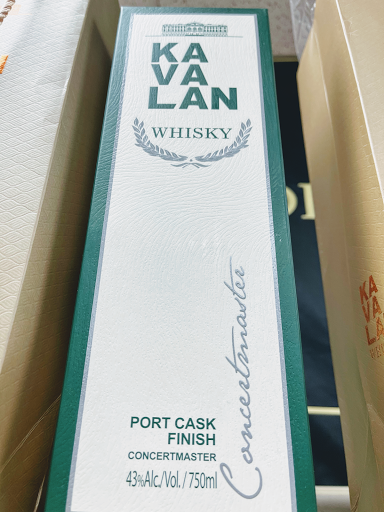 KA
VA
LAN
WHISKY
Concertmaster
PORT CASK
FINISH
CONCERTMASTER
43%Alc./Vol./750ml
KA
VA
LA